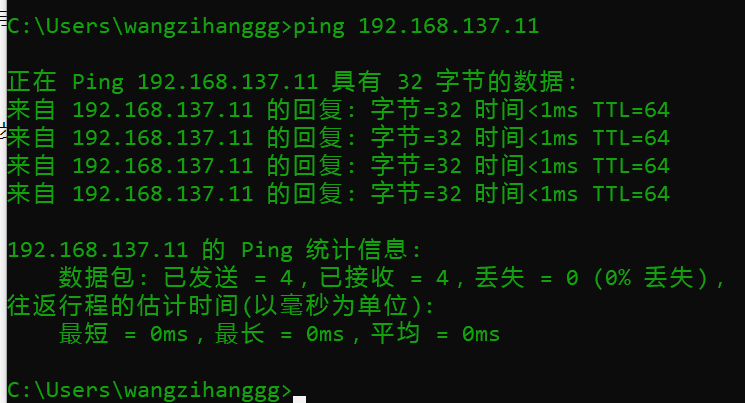 C:\Users\wangzihanggg>ping 192.168.137.11
正在 Ping 192.168.137.11 具有 32 字节的数据:
来自 192.168.137.11 的回复: 字节=32 时间<1ms TTL=64
来自 192.168.137.11 的回复: 字节=32 时间<1ms TTL=64
来自 192.168.137.11 的回复: 字节=32 时间<1ms TTL=64
来自 192.168.137.11 的回复: 字节=32 时间<1ms TTL=64
192.168.137.11 的 Ping 统计信息:
数据包: 已发送 = 4，已接收 = 4，丢失 = 0 (0% 丢失)，
往返行程的估计时间(以毫秒为单位):
最短 = 0ms，最长 = 0ms，平均 = 0ms
C:\Users\wangzihanggg>